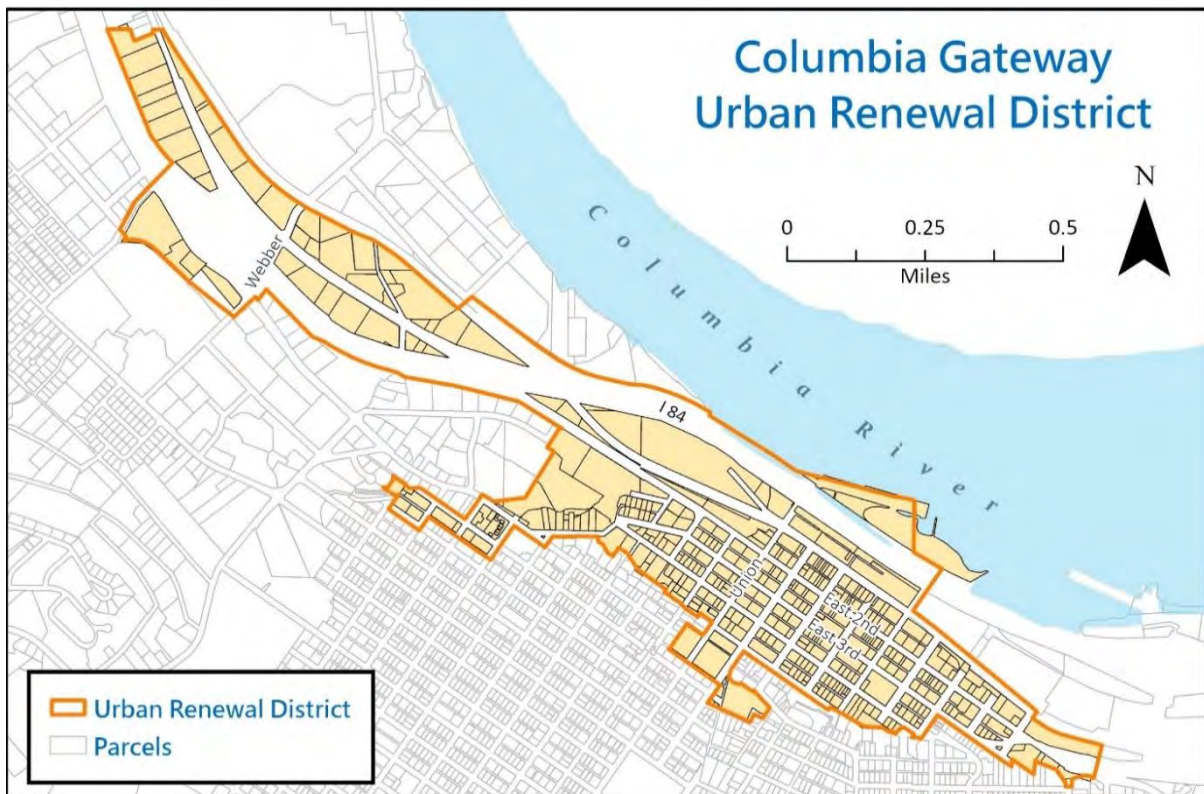 Columbia Gateway
Urban Renewal District
N
0 0.25 0.5
Miles
Columbia River
Webber
I 84
Union
East 2nd
East 3rd
Urban Renewal District
Parcels